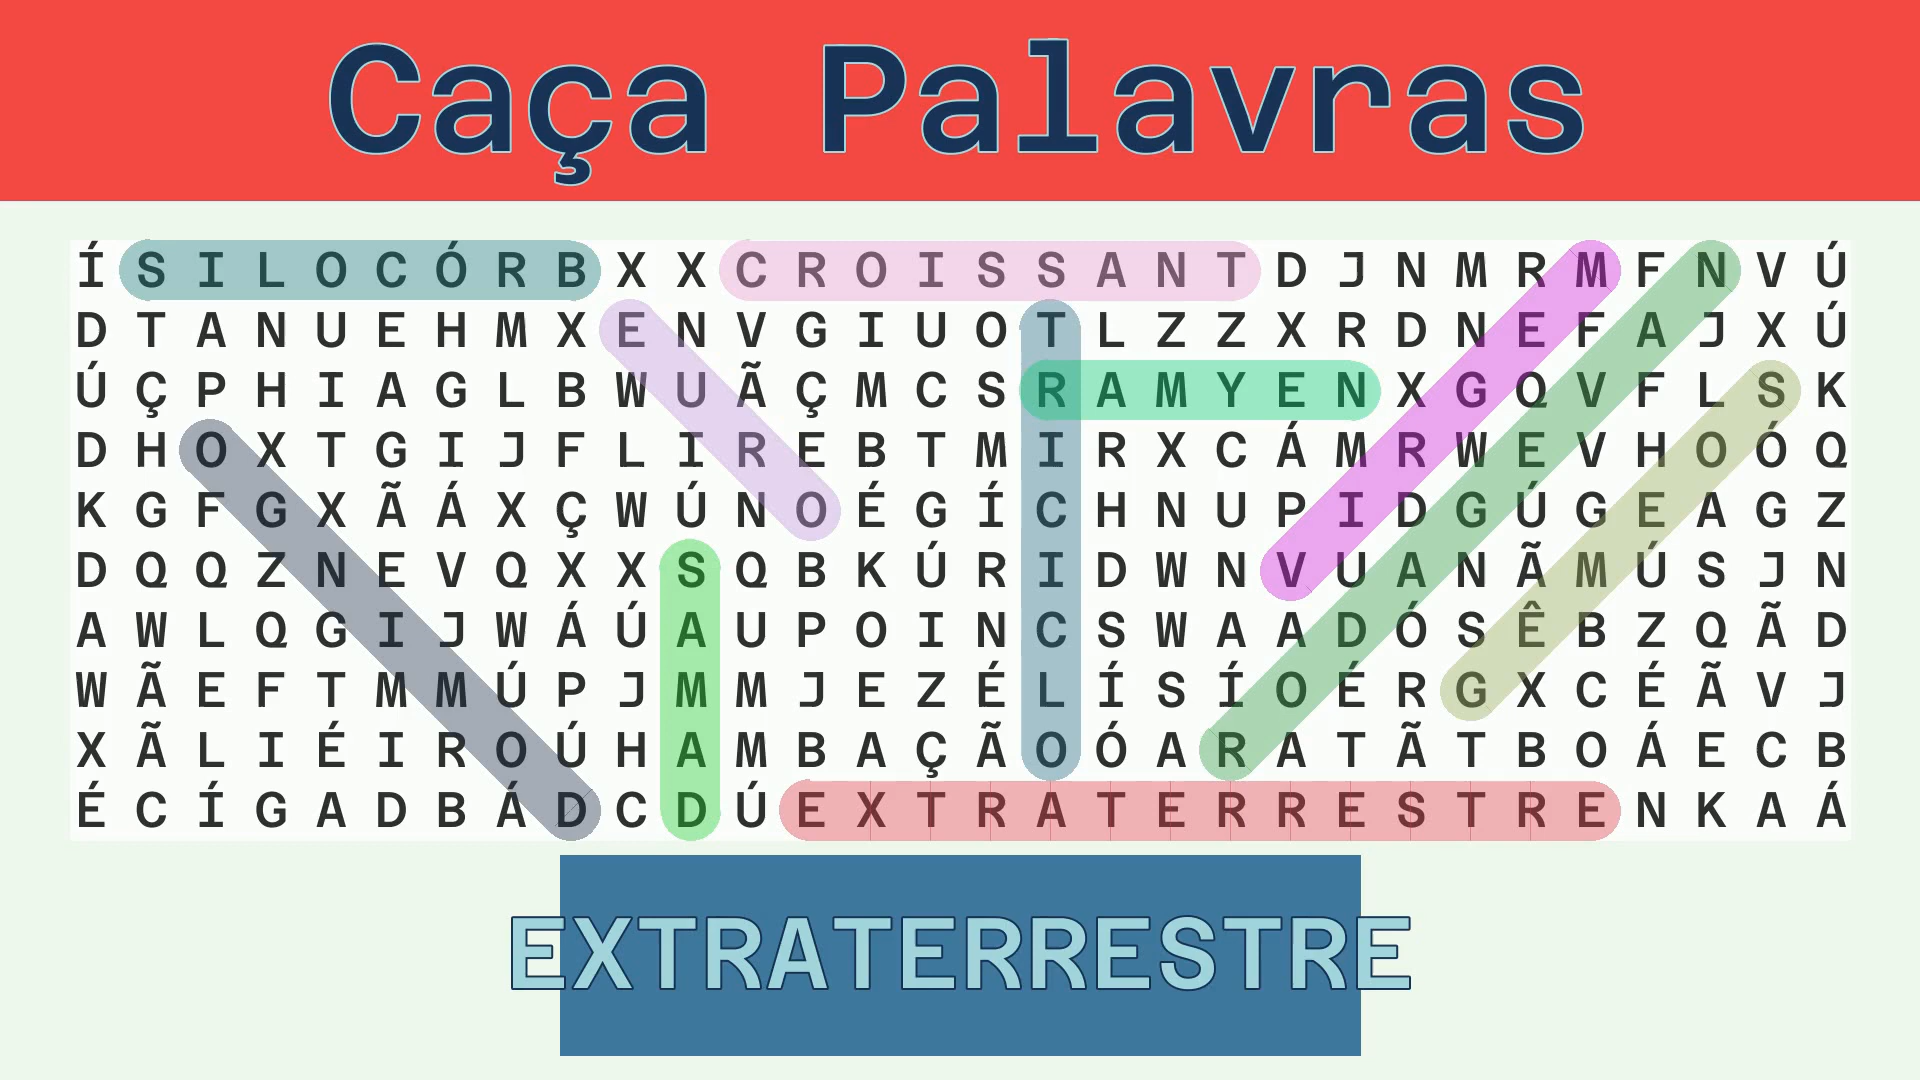 Caça Palavras
Í S I L O C Ó R B X X C R O I S S A N T D J N M R M F N V Ú
D T A N U E H M X E N V G I U O T L Z Z X R D N E F A J X Ú
Ú Ç P H I A G L B W U Ã Ç M C S R A M Y E N X G Q V F L S K
D H O X T G I J F L I R E B T M I R X C Á M R W E V H O Ó Q
K G F G X Ã Á X Ç W Ú N O É G Í C H N U P I D G Ú G E A G Z
D Q Q Z N E V Q X X S Q B K Ú R I D W N V U A N Ã M Ú S J N
A W L Q G I J W Á Ú A U P O I N C S W A A D Ó S Ê B Z Q Ã D
W Ã E F T M M Ú P J M M J E Z É L Í S Í O É R G X C É Ã V J
X Ã L I É I R O Ú H A M B A Ç Ã O Ó A R A T Ã T B O Á E C B
É C Í G A D B Á D C D Ú E X T R A T E R R E S T R E N K A Á
EXTRATERRESTRE